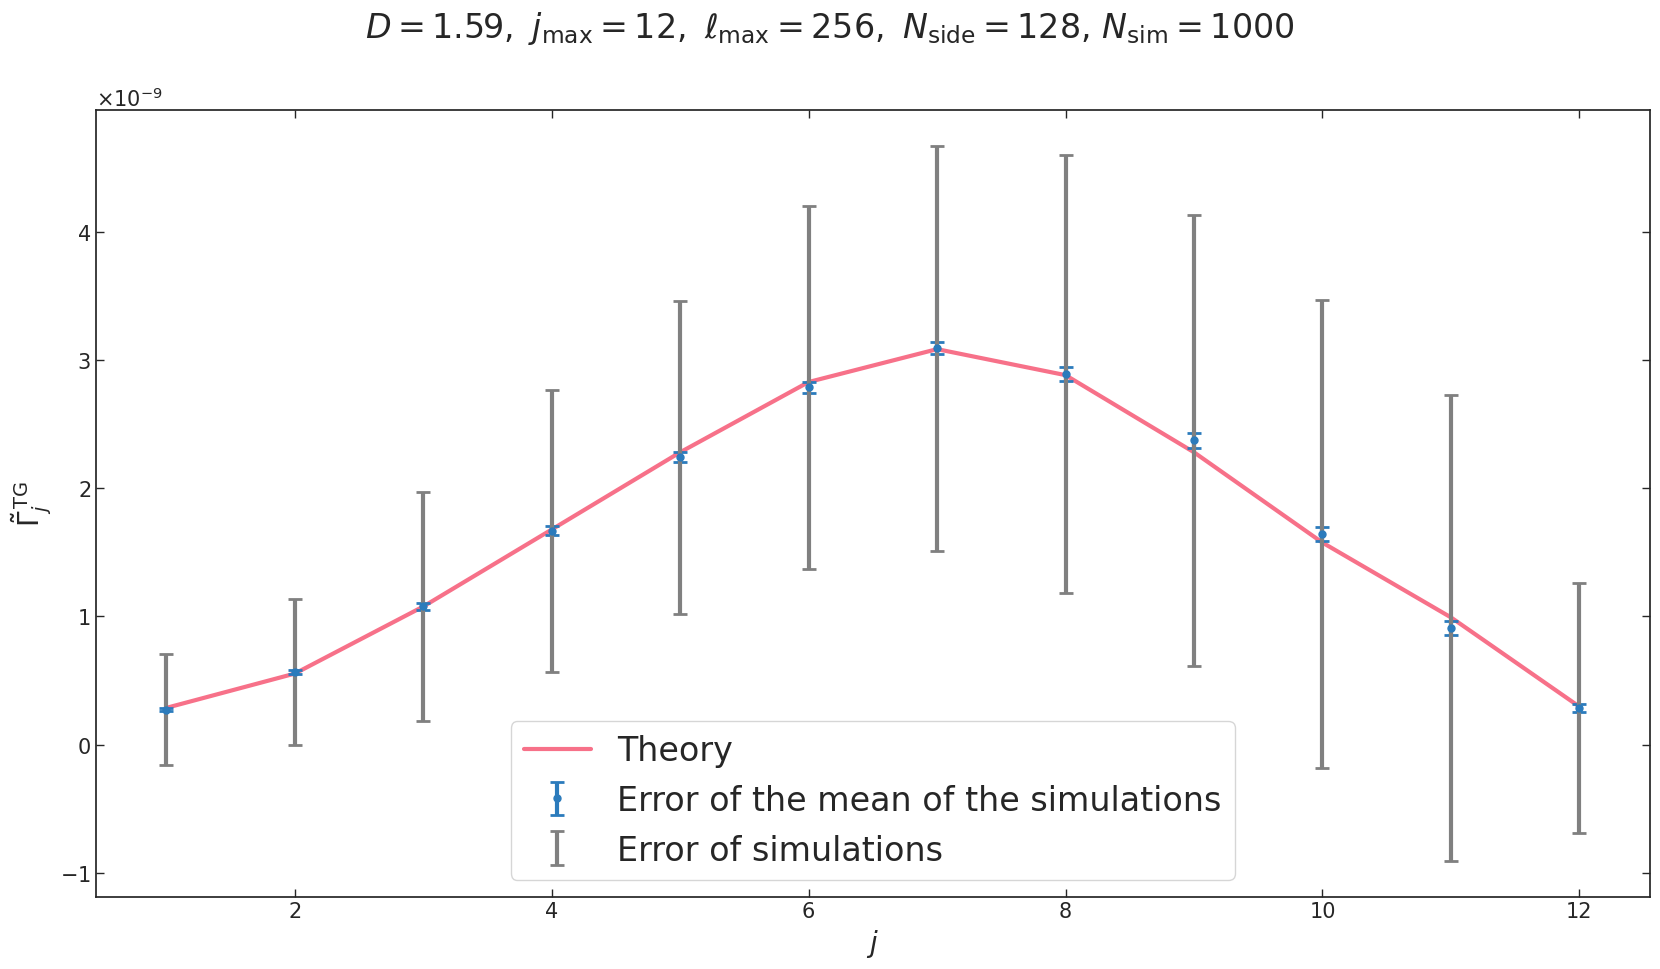 D = 1.59, j_max = 12, ℓ_max = 256, N_side = 128, N_sim = 1000
×10⁻⁹
4
3
2
1
0
−1
Γ̃_j^TG
Theory
Error of the mean of the simulations
Error of simulations
2 4 6 8 10 12
j